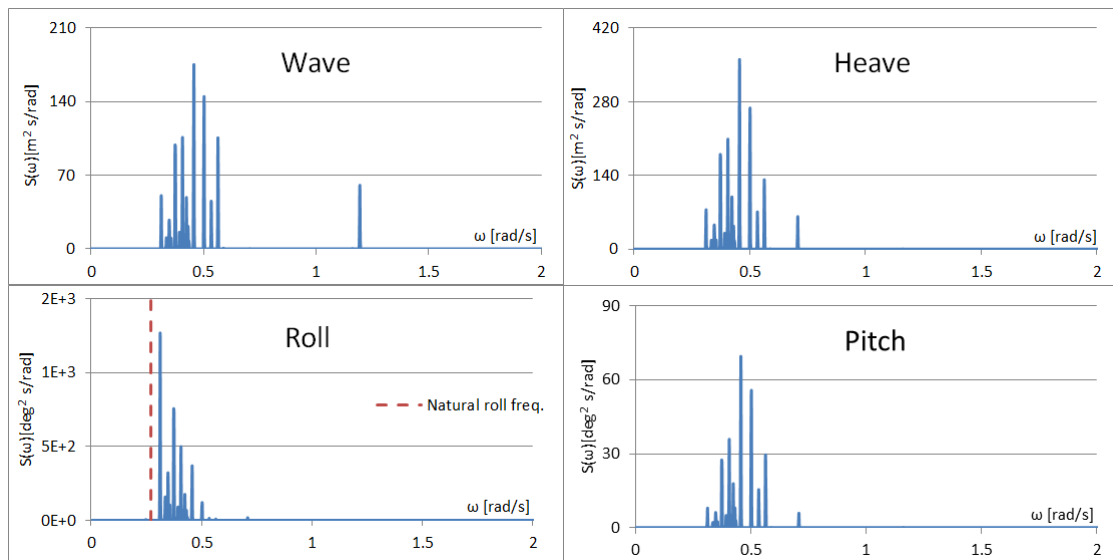 Wave
S(ω)[m² s/rad]
210
140
70
0
0
0.5
1
1.5
2
ω [rad/s]
Heave
S(ω)[m² s/rad]
420
280
140
0
0
0.5
1
1.5
2
ω [rad/s]
Roll
S(ω)[deg² s/rad]
2E+3
1E+3
5E+2
0E+0
0
0.5
1
1.5
2
ω [rad/s]
Natural roll freq.
Pitch
S(ω)[deg² s/rad]
90
60
30
0
0
0.5
1
1.5
2
ω [rad/s]